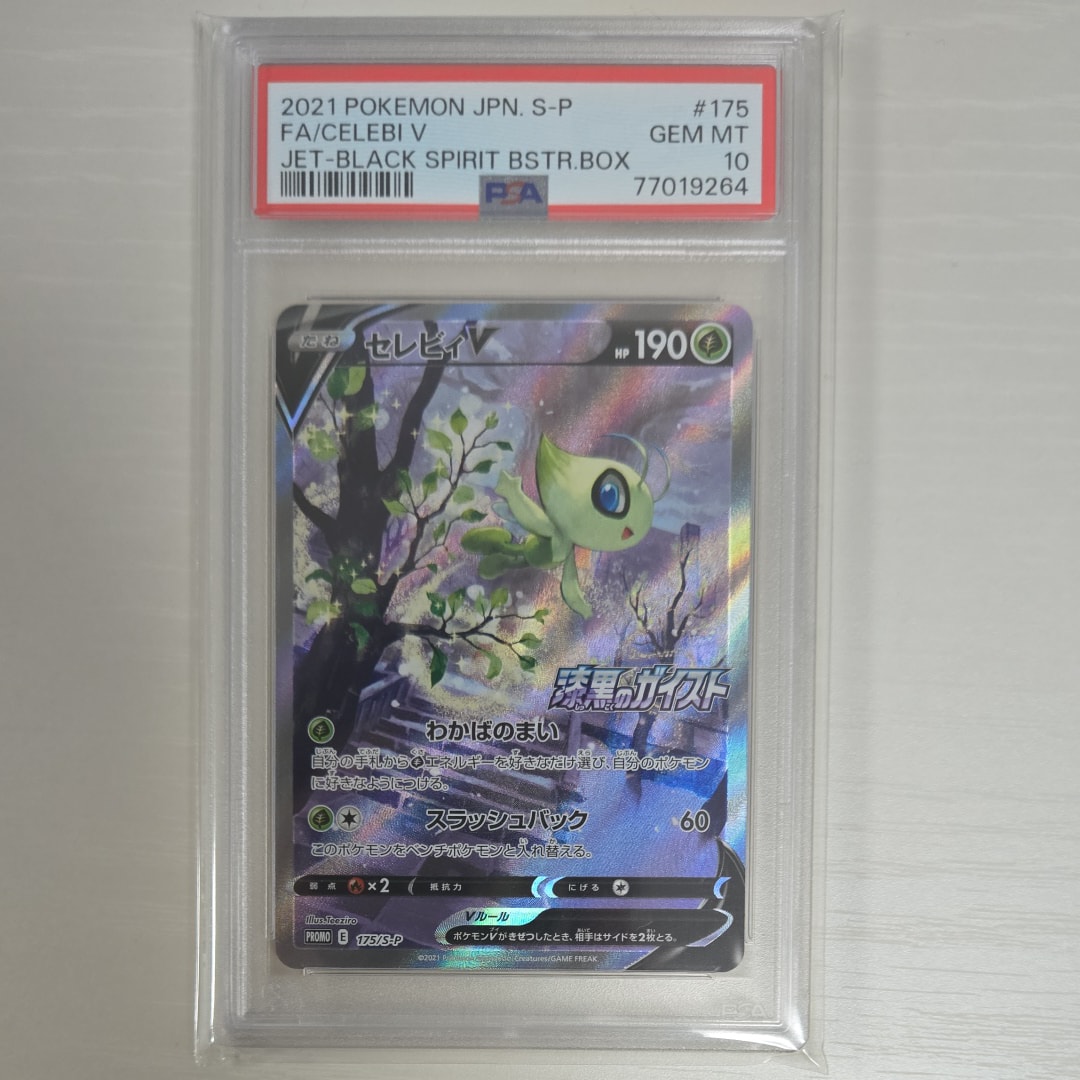 2021 POKEMON JPN. S-P #175
FA/CELEBI V GEM MT
JET-BLACK SPIRIT BSTR.BOX 10
PSA 77019264
たね セレビィV HP 190
漆黒のガイスト
わかばのまい
自分の手札からエネルギーを好きなだけ選び、自分のポケモン
に好きなようにつける。
スラッシュバック 60
このポケモンをベンチポケモンと入れ替える。
弱点 ×2 抵抗力 にげる
Illus.Teeziro
Vルール
PROMO E 175/S-P
ポケモンVがきぜつしたとき、相手はサイドを2枚とる。
©2021 Creatures/GAME FREAK